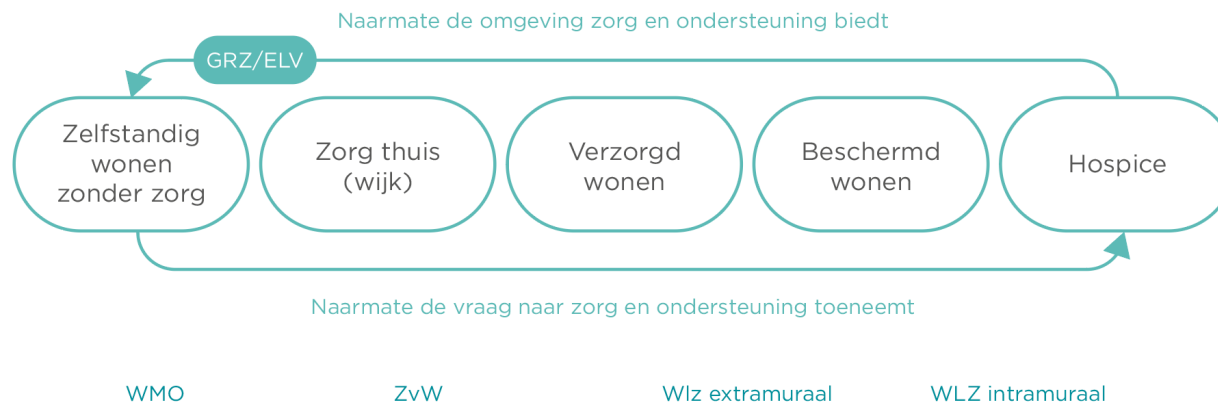 Naarmate de omgeving zorg en ondersteuning biedt
GRZ/ELV
Zelfstandig
wonen
zonder zorg
Zorg thuis
(wijk)
Verzorgd
wonen
Beschermd
wonen
Hospice
Naarmate de vraag naar zorg en ondersteuning toeneemt
WMO
ZvW
Wlz extramuraal
WLZ intramuraal